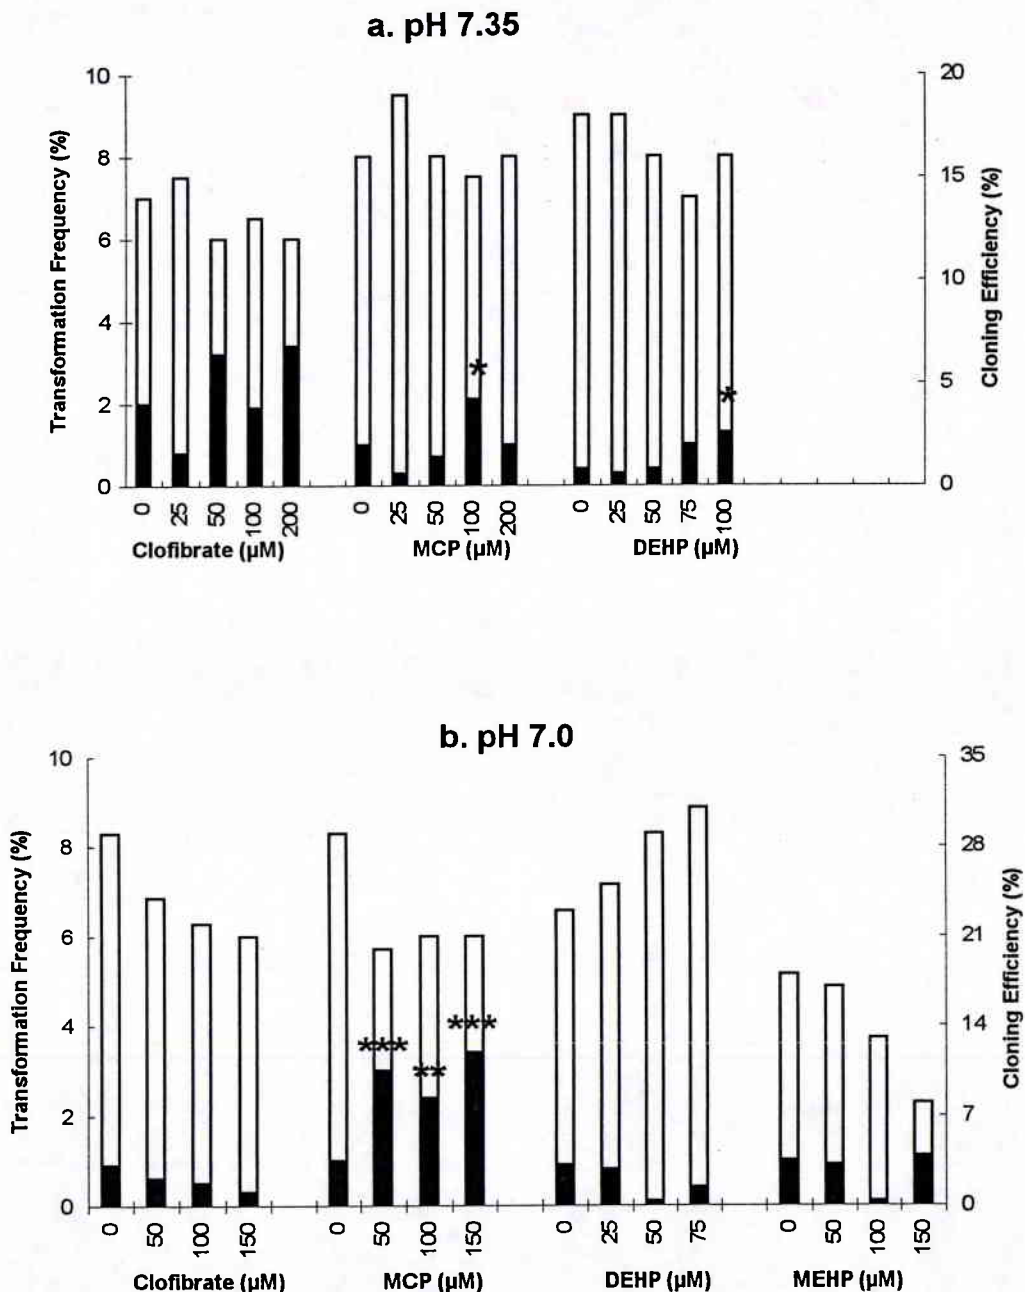 a. pH 7.35
10
8
6
4
2
0
Transformation Frequency (%)
20
15
10
5
0
Cloning Efficiency (%)
*
*
0 25 50 100 200
0 25 50 100 200
0 25 50 75 100
Clofibrate (µM) MCP (µM) DEHP (µM)
b. pH 7.0
10
8
6
4
2
0
Transformation Frequency (%)
35
28
21
14
7
0
Cloning Efficiency (%)
***
**
***
0 50 100 150
0 50 100 150
0 25 50 75
0 50 100 150
Clofibrate (µM) MCP (µM) DEHP (µM) MEHP (µM)